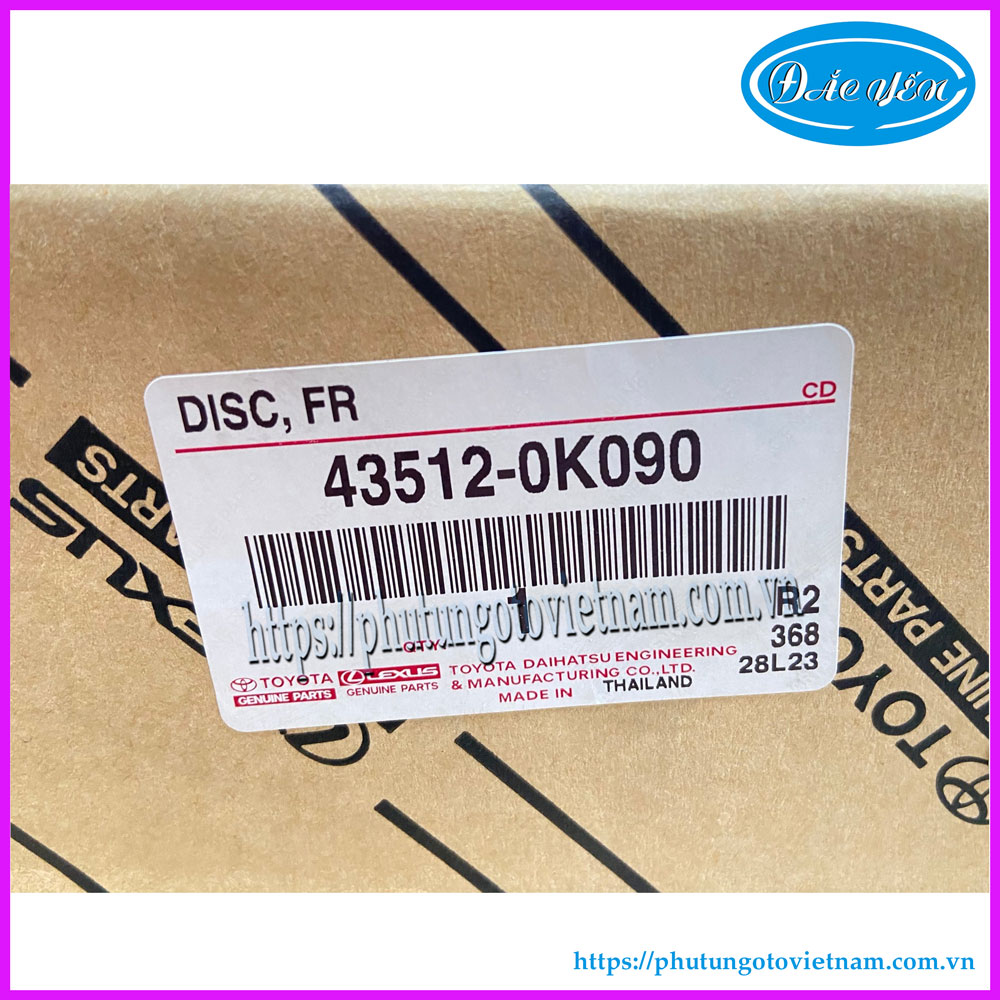 ĐẮC YẾN
DISC, FR
CD
43512-0K090
https://phutungotovietnam.com.vn
1
R2
QTY.
368
28L23
TOYOTA
GENUINE PARTS
LEXUS
GENUINE PARTS
TOYOTA DAIHATSU ENGINEERING
& MANUFACTURING CO., LTD.
MADE IN THAILAND
LEXUS
PARTS
TOYOTA
GENUINE PARTS
https://phutungotovietnam.com.vn